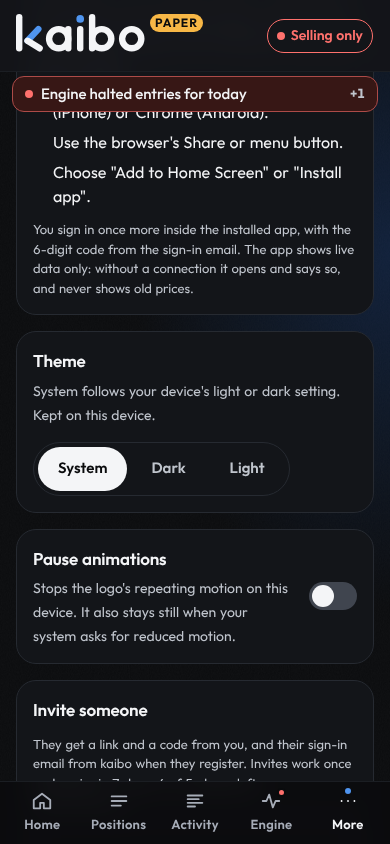 kaibo
PAPER
Selling only
Engine halted entries for today
+1
(iPhone) or Chrome (Android).
Use the browser's Share or menu button.
Choose "Add to Home Screen" or "Install
app".
You sign in once more inside the installed app, with the
6-digit code from the sign-in email. The app shows live
data only: without a connection it opens and says so,
and never shows old prices.
Theme
System follows your device's light or dark setting.
Kept on this device.
System
Dark
Light
Pause animations
Stops the logo's repeating motion on this
device. It also stays still when your
system asks for reduced motion.
Invite someone
They get a link and a code from you, and their sign-in
email from kaibo when they register. Invites work once
Home
Positions
Activity
Engine
More